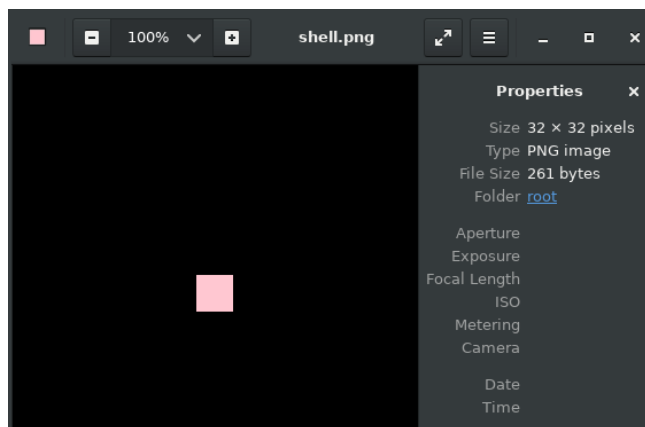 100% shell.png
Properties
Size 32 × 32 pixels
Type PNG image
File Size 261 bytes
Folder root
Aperture
Exposure
Focal Length
ISO
Metering
Camera
Date
Time